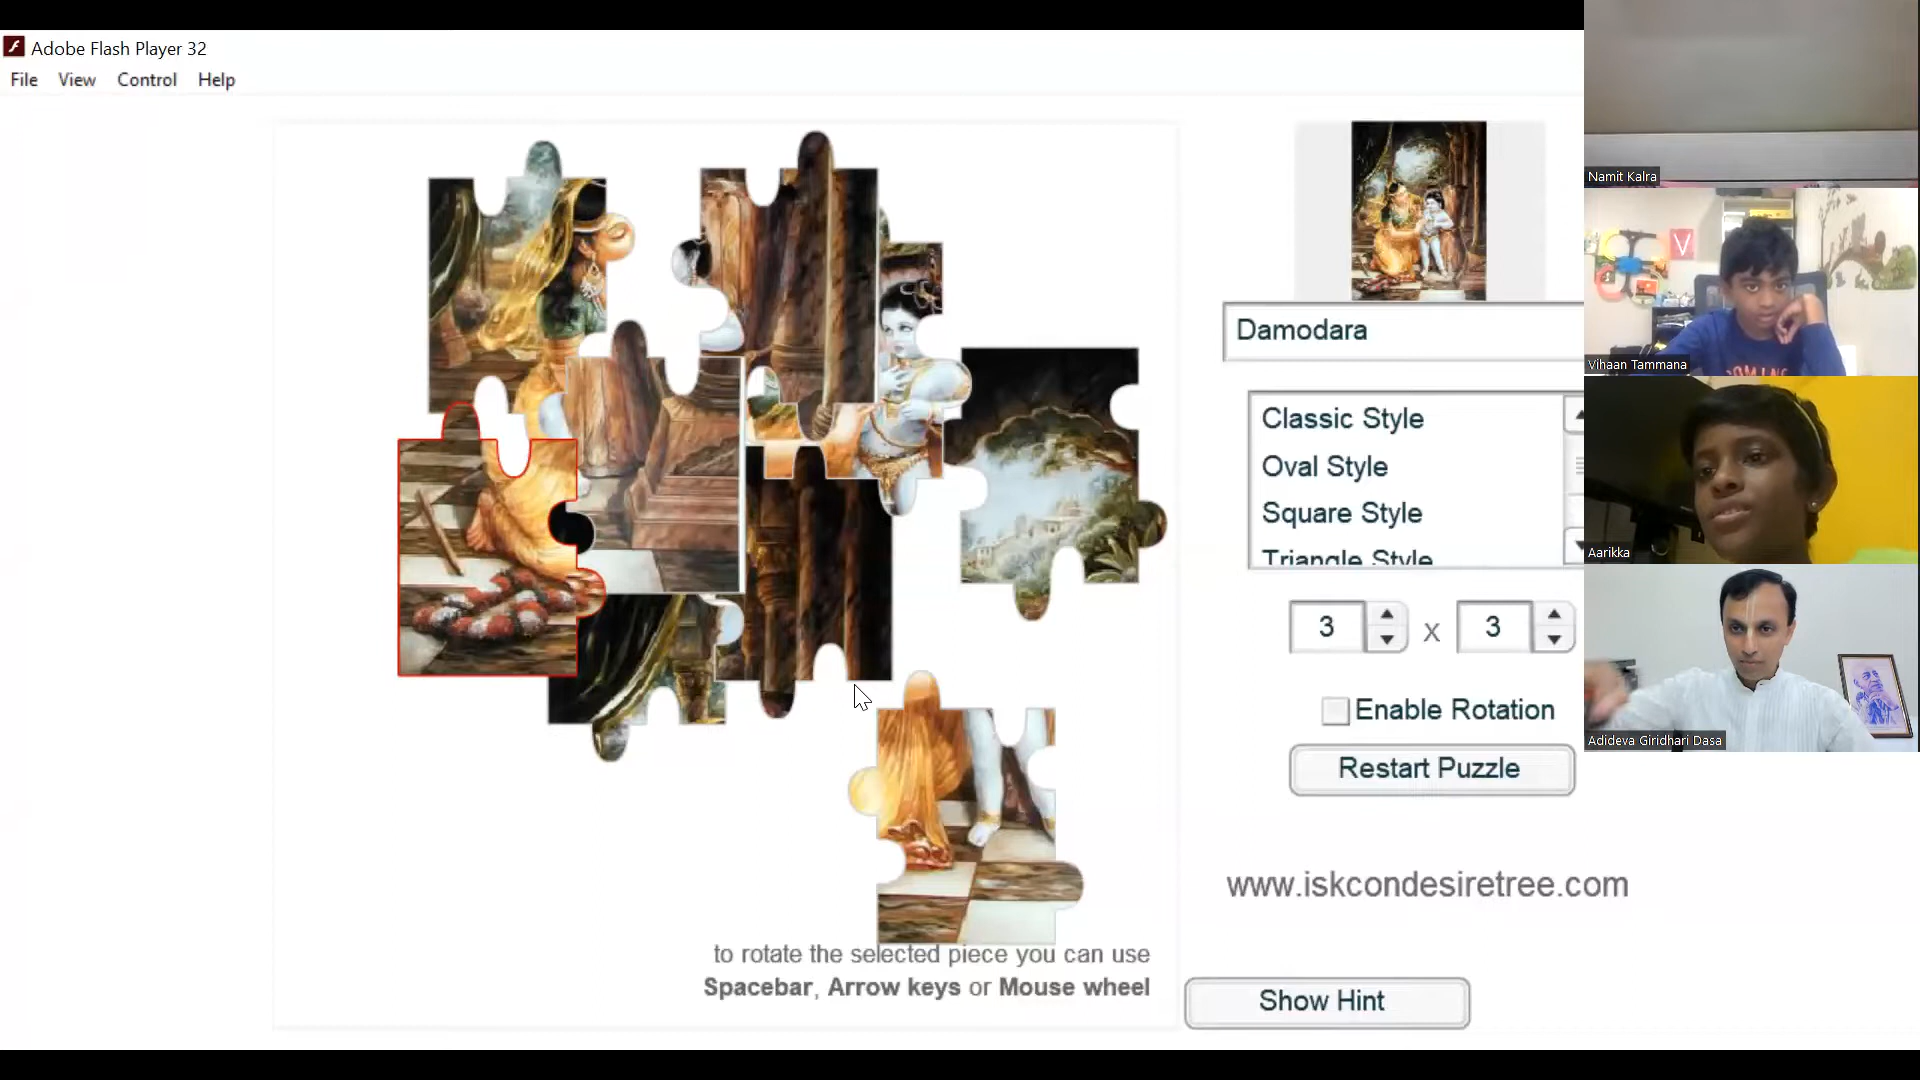 Adobe Flash Player 32
File View Control Help
Damodara
Classic Style
Oval Style
Square Style
Triangle Style
3 x 3
Enable Rotation
Restart Puzzle
www.iskcondesiretree.com
to rotate the selected piece you can use
Spacebar, Arrow keys or Mouse wheel
Show Hint
Namit Kalra
V
Vihaan Tammana
Aarikka
Adideva Giridhari Dasa